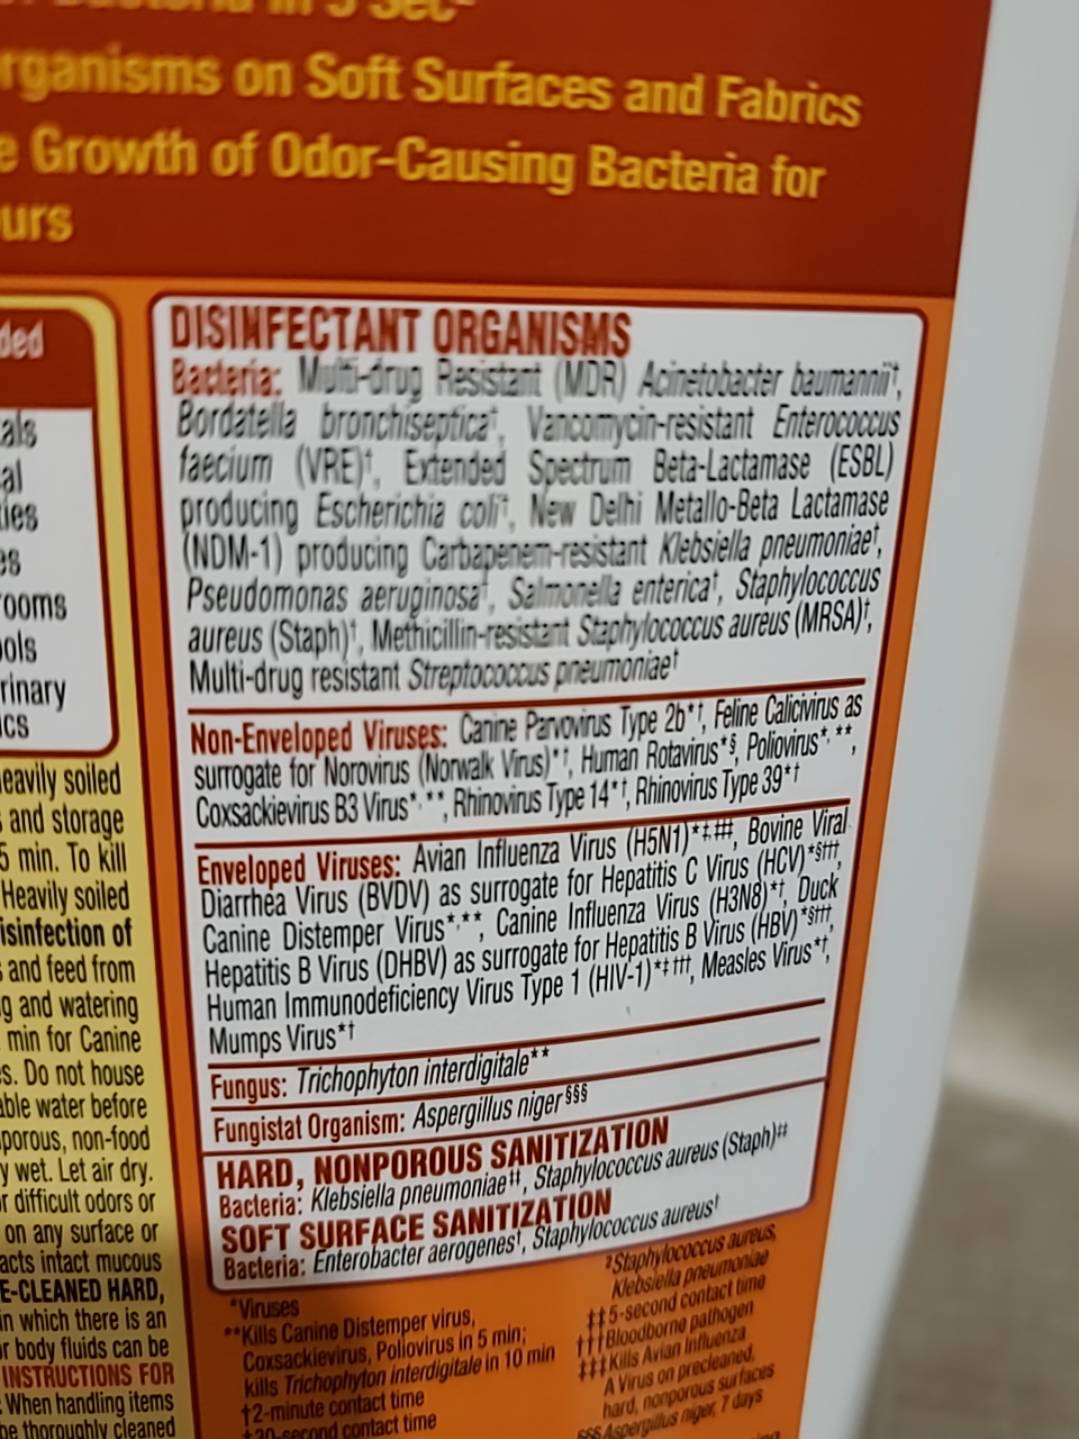 rganisms on Soft Surfaces and Fabrics
e Growth of Odor-Causing Bacteria for
urs
ded
als
al
ies
es
rooms
ols
rinary
ics
DISINFECTANT ORGANISMS
Bacteria: Multi-drug Resistant (MDR) Acinetobacter baumannii†,
Bordatella bronchiseptica†, Vancomycin-resistant Enterococcus
faecium (VRE)†, Extended Spectrum Beta-Lactamase (ESBL)
producing Escherichia coli†, New Delhi Metallo-Beta Lactamase
(NDM-1) producing Carbapenem-resistant Klebsiella pneumoniae†,
Pseudomonas aeruginosa†, Salmonella enterica†, Staphylococcus
aureus (Staph)†, Methicillin-resistant Staphylococcus aureus (MRSA)†,
Multi-drug resistant Streptococcus pneumoniae†
Non-Enveloped Viruses: Canine Parvovirus Type 2b*†, Feline Calicivirus as
surrogate for Norovirus (Norwalk Virus)*†, Human Rotavirus*§, Poliovirus*,**,
Coxsackievirus B3 Virus*,**, Rhinovirus Type 14*†, Rhinovirus Type 39*†
Enveloped Viruses: Avian Influenza Virus (H5N1)*‡,‡‡‡, Bovine Viral
Diarrhea Virus (BVDV) as surrogate for Hepatitis C Virus (HCV)*§†††,
Canine Distemper Virus*,**, Canine Influenza Virus (H3N8)*†, Duck
Hepatitis B Virus (DHBV) as surrogate for Hepatitis B Virus (HBV)*§†††,
Human Immunodeficiency Virus Type 1 (HIV-1)*‡†††, Measles Virus*†,
Mumps Virus*†
Fungus: Trichophyton interdigitale**
Fungistat Organism: Aspergillus niger§§§
HARD, NONPOROUS SANITIZATION
Bacteria: Klebsiella pneumoniae‡‡, Staphylococcus aureus (Staph)‡‡
SOFT SURFACE SANITIZATION
Bacteria: Enterobacter aerogenes†, Staphylococcus aureus†
*Viruses
**Kills Canine Distemper virus,
Coxsackievirus, Poliovirus in 5 min;
kills Trichophyton interdigitale in 10 min
†2-minute contact time
‡30-second contact time
Staphylococcus aureus,
Klebsiella pneumoniae
‡‡5-second contact time
†††Bloodborne pathogen
‡‡‡Kills Avian Influenza
A Virus on precleaned,
hard, nonporous surfaces
§§§Aspergillus niger, 7 days
eavily soiled
and storage
5 min. To kill
Heavily soiled
isinfection of
and feed from
g and watering
min for Canine
es. Do not house
able water before
porous, non-food
y wet. Let air dry.
r difficult odors or
on any surface or
acts intact mucous
E-CLEANED HARD,
in which there is an
r body fluids can be
INSTRUCTIONS FOR
When handling items
be thoroughly cleaned